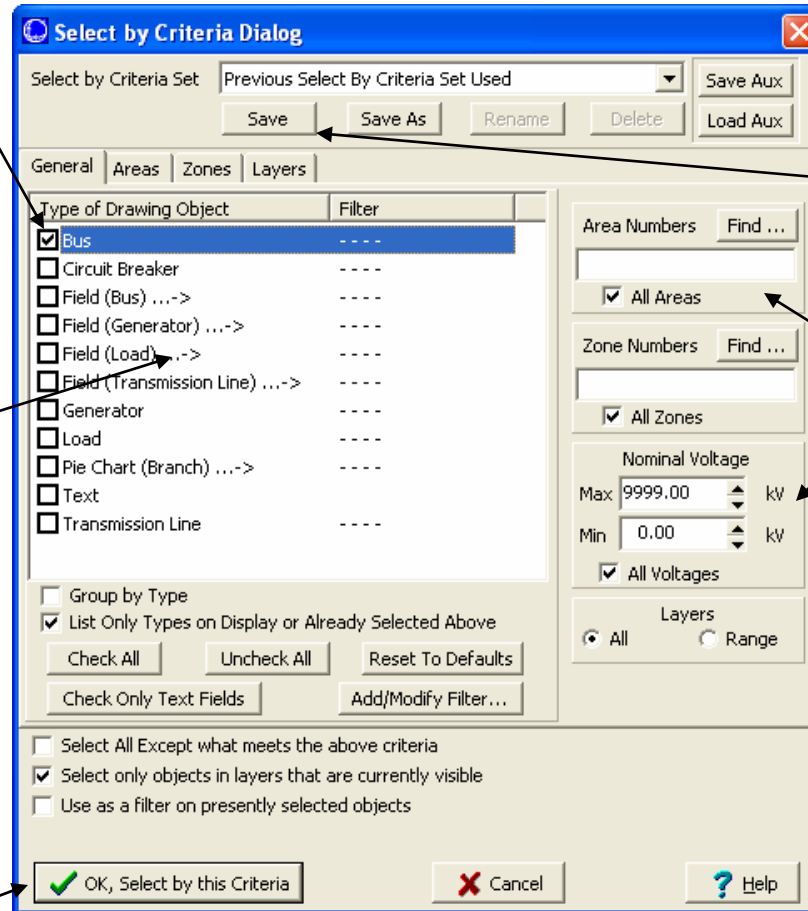 Select by Criteria Dialog
Select by Criteria Set Previous Select By Criteria Set Used Save Aux
Save Save As Rename Delete Load Aux
General Areas Zones Layers
Type of Drawing Object Filter
Bus - - - -
Circuit Breaker - - - -
Field (Bus) ...-> - - - -
Field (Generator) ...-> - - - -
Field (Load) ...-> - - - -
Field (Transmission Line) ...-> - - - -
Generator - - - -
Load - - - -
Pie Chart (Branch) ...-> - - - -
Text
Transmission Line - - - -
Group by Type
List Only Types on Display or Already Selected Above
Check All Uncheck All Reset To Defaults
Check Only Text Fields Add/Modify Filter...
Area Numbers Find ...
All Areas
Zone Numbers Find ...
All Zones
Nominal Voltage
Max 9999.00 kV
Min 0.00 kV
All Voltages
Layers
All Range
Select All Except what meets the above criteria
Select only objects in layers that are currently visible
Use as a filter on presently selected objects
OK, Select by this Criteria Cancel ? Help